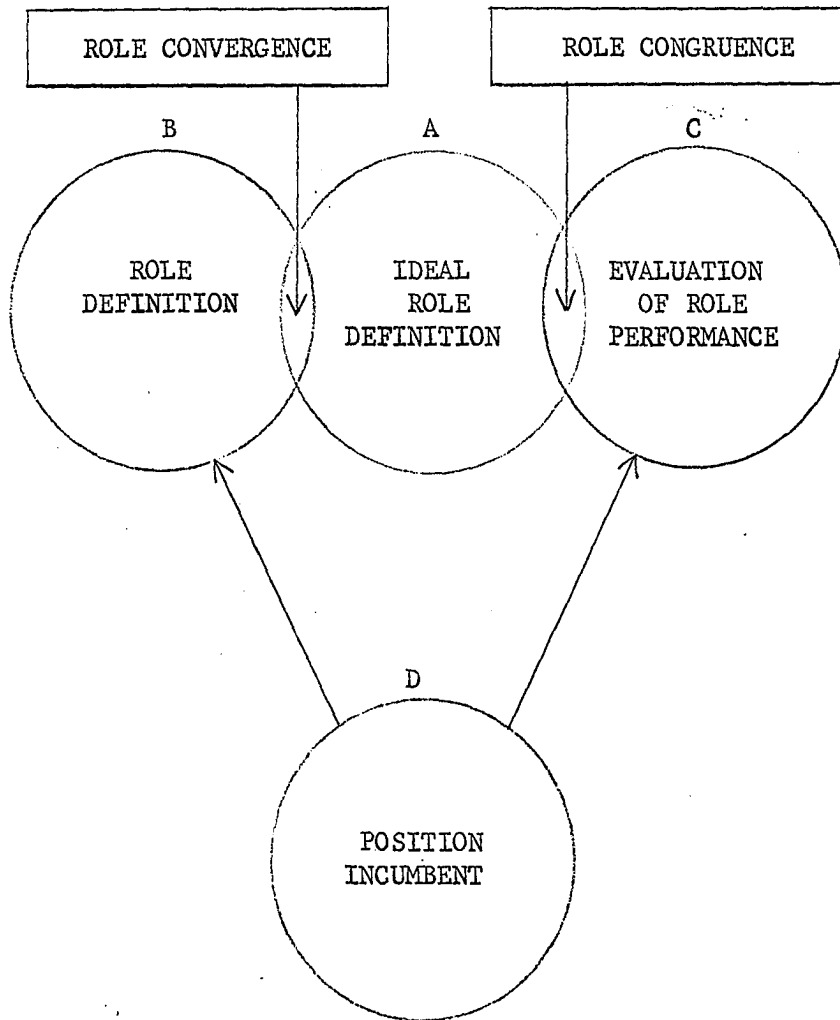 ROLE CONVERGENCE
ROLE CONGRUENCE
B
A
C
ROLE
DEFINITION
IDEAL
ROLE
DEFINITION
EVALUATION
OF ROLE
PERFORMANCE
D
POSITION
INCUMBENT